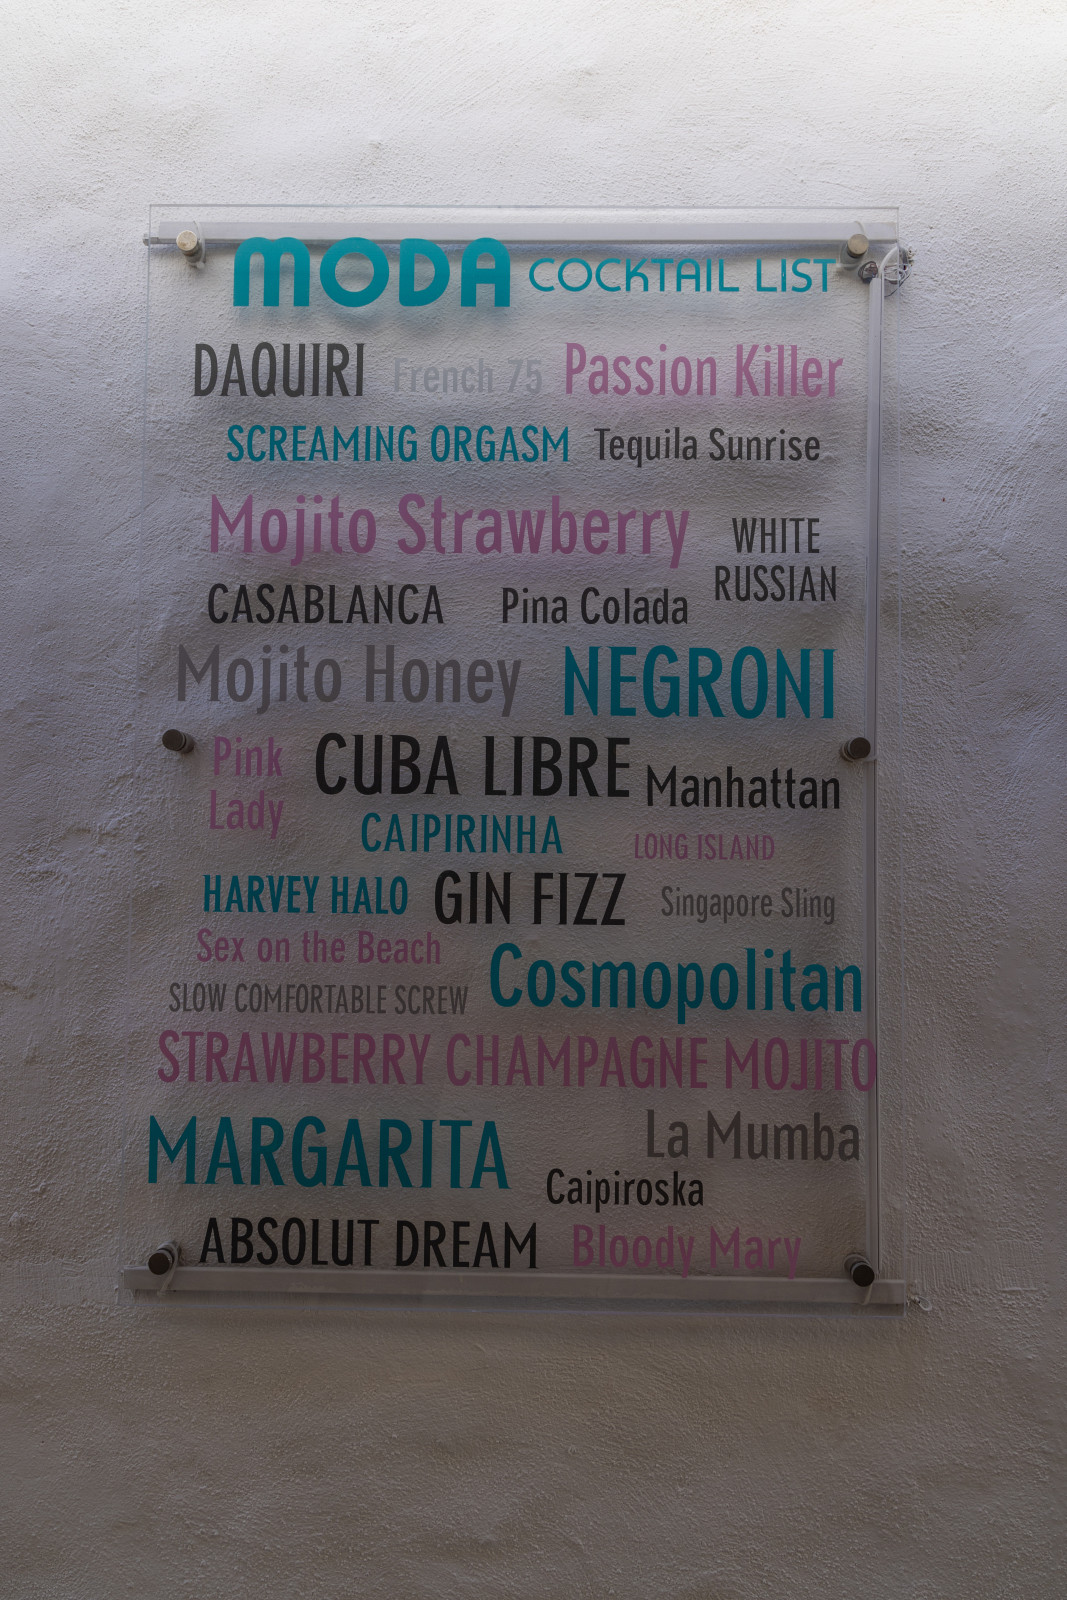 MODA COCKTAIL LIST
DAQUIRI French 75 Passion Killer
SCREAMING ORGASM Tequila Sunrise
Mojito Strawberry WHITE
RUSSIAN
CASABLANCA Pina Colada
Mojito Honey NEGRONI
Pink
Lady
CUBA LIBRE Manhattan
CAIPIRINHA LONG ISLAND
HARVEY HALO GIN FIZZ Singapore Sling
Sex on the Beach
SLOW COMFORTABLE SCREW Cosmopolitan
STRAWBERRY CHAMPAGNE MOJITO
MARGARITA La Mumba
Caipiroska
ABSOLUT DREAM Bloody Mary